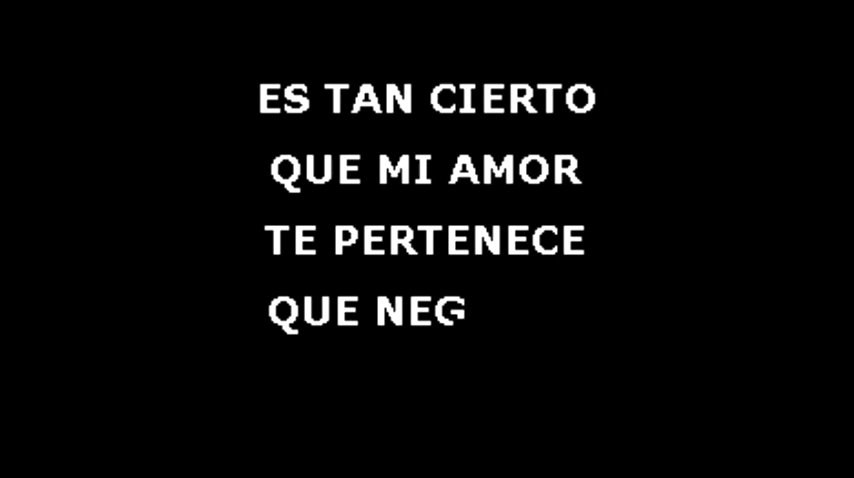 ES TAN CIERTO
QUE MI AMOR
TE PERTENECE
QUE NEG